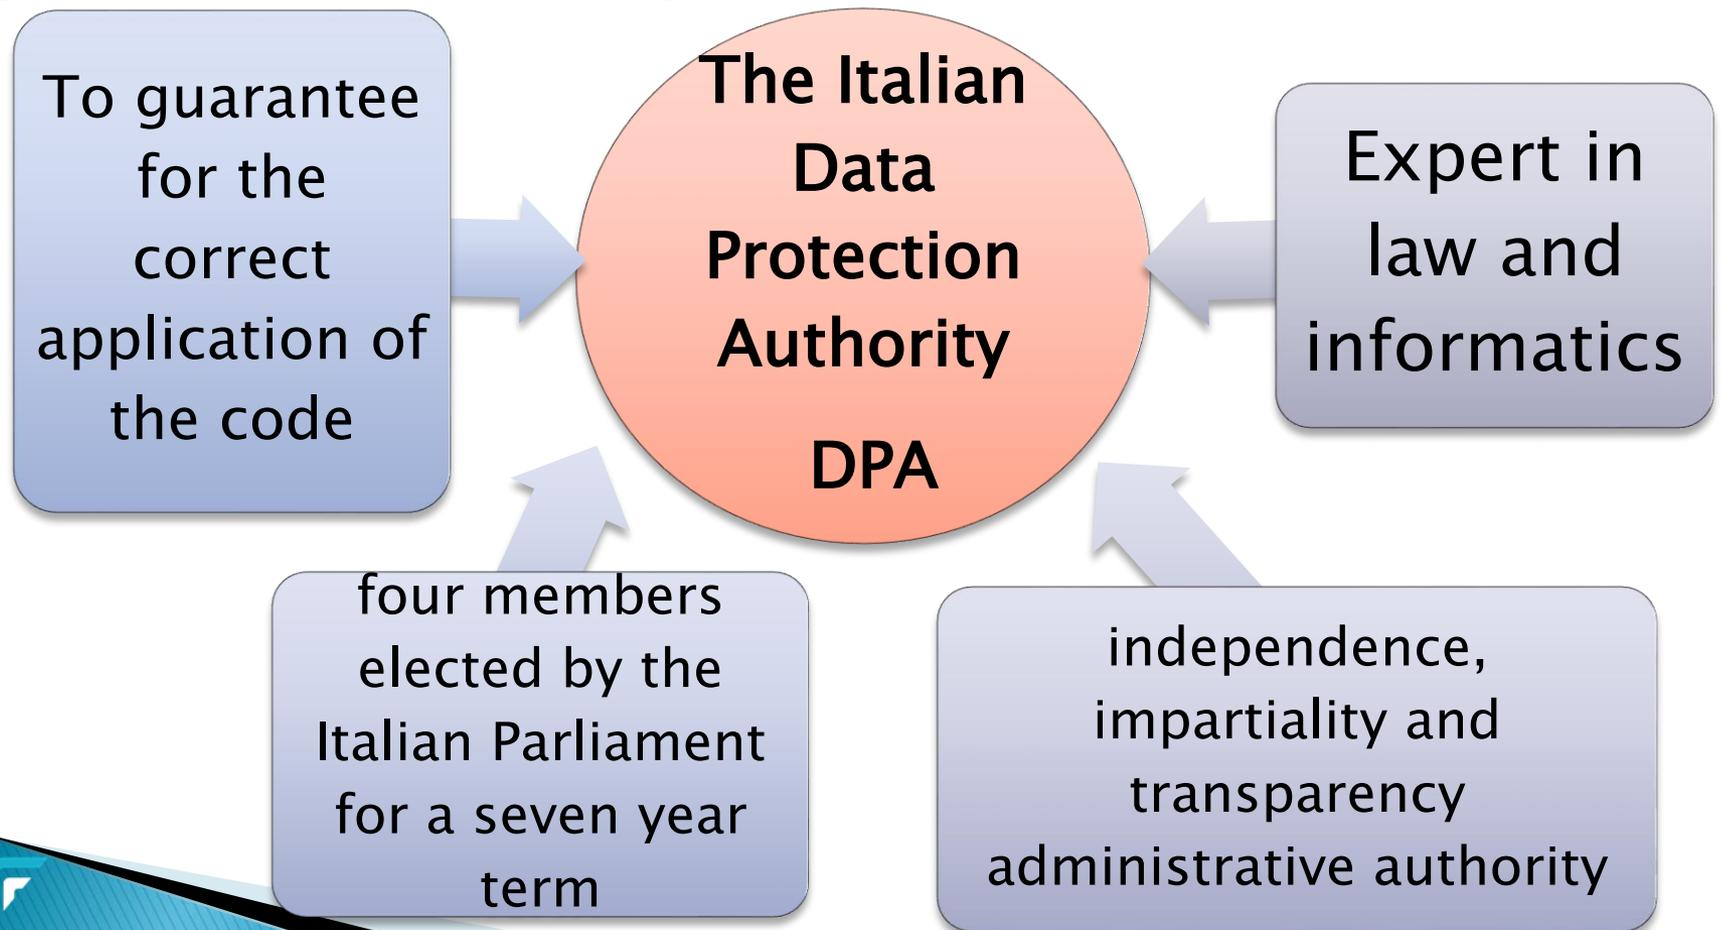 To guarantee
for the
correct
application of
the code
The Italian
Data
Protection
Authority
DPA
Expert in
law and
informatics
four members
elected by the
Italian Parliament
for a seven year
term
independence,
impartiality and
transparency
administrative authority